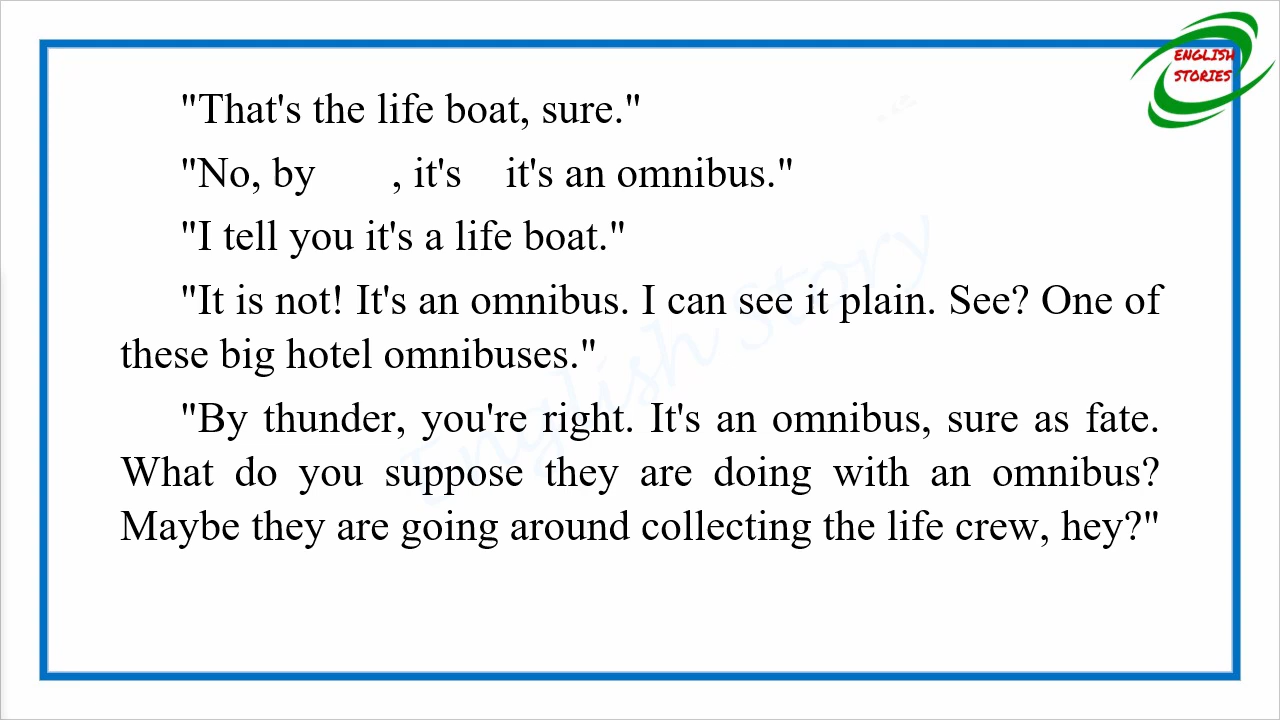 ENGLISH
STORIES
"That's the life boat, sure."
"No, by , it's it's an omnibus."
"I tell you it's a life boat."
"It is not! It's an omnibus. I can see it plain. See? One of
these big hotel omnibuses."
"By thunder, you're right. It's an omnibus, sure as fate.
What do you suppose they are doing with an omnibus?
Maybe they are going around collecting the life crew, hey?"
English story